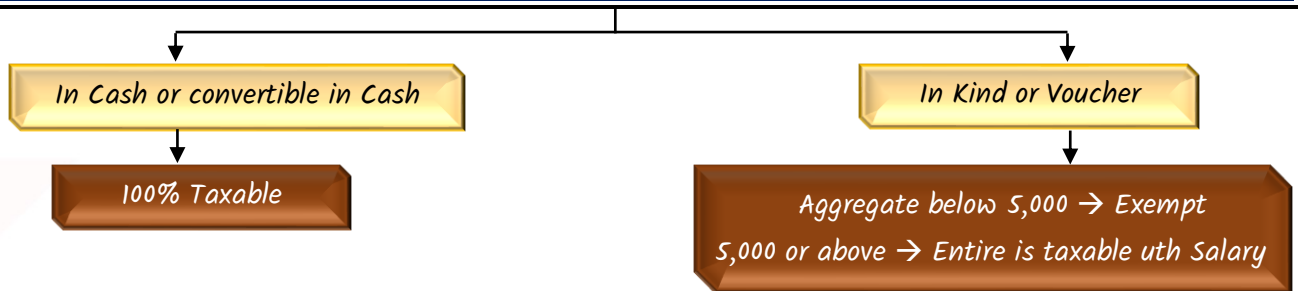 In Cash or convertible in Cash
100% Taxable
In Kind or Voucher
Aggregate below 5,000 → Exempt
5,000 or above → Entire is taxable uth Salary